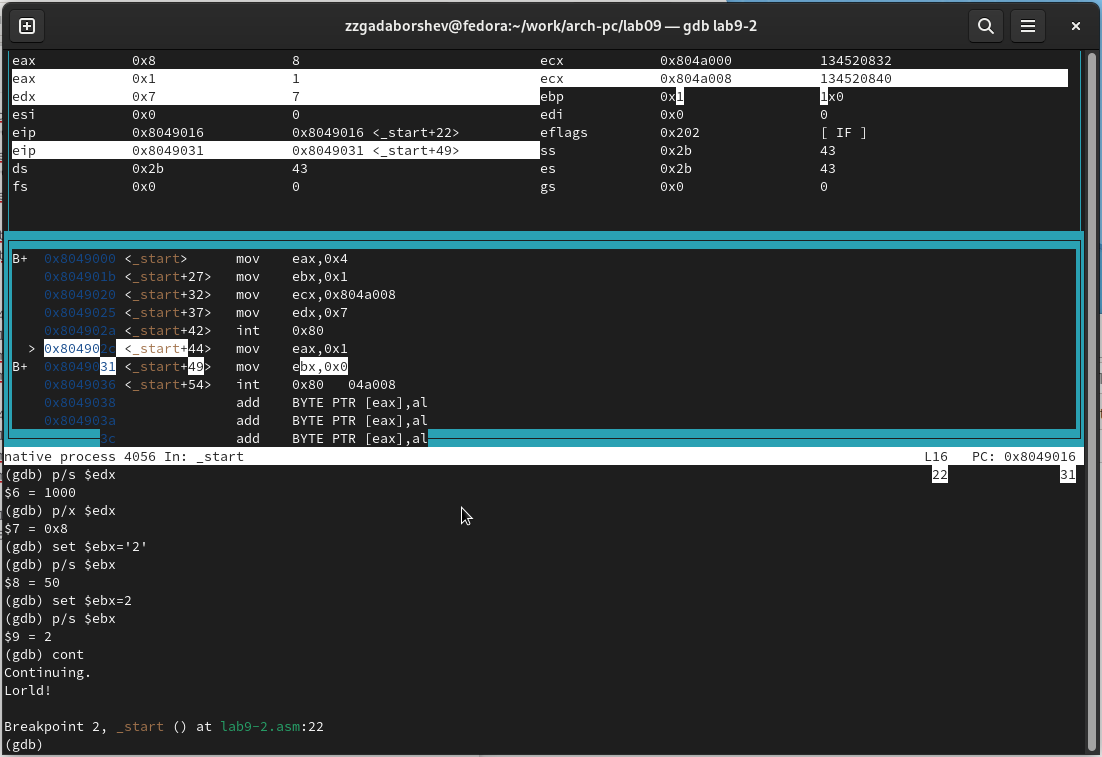 zzgadaborshev@fedora:~/work/arch-pc/lab09 — gdb lab9-2
eax 0x8 8 ecx 0x804a000 134520832
eax 0x1 1 ecx 0x804a008 134520840
edx 0x7 7 ebp 0x1 1x0
esi 0x0 0 edi 0x0 0
eip 0x8049016 0x8049016 <_start+22> eflags 0x202 [ IF ]
eip 0x8049031 0x8049031 <_start+49> ss 0x2b 43
ds 0x2b 43 es 0x2b 43
fs 0x0 0 gs 0x0 0
B+ 0x8049000 <_start> mov eax,0x4
0x804901b <_start+27> mov ebx,0x1
0x8049020 <_start+32> mov ecx,0x804a008
0x8049025 <_start+37> mov edx,0x7
0x804902a <_start+42> int 0x80
> 0x804902c <_start+44> mov eax,0x1
B+ 0x8049031 <_start+49> mov ebx,0x0
0x8049036 <_start+54> int 0x80 04a008
0x8049038 add BYTE PTR [eax],al
0x804903a add BYTE PTR [eax],al
3c add BYTE PTR [eax],al
native process 4056 In: _start L16 PC: 0x8049016
(gdb) p/s $edx 22 31
$6 = 1000
(gdb) p/x $edx
$7 = 0x8
(gdb) set $ebx='2'
(gdb) p/s $ebx
$8 = 50
(gdb) set $ebx=2
(gdb) p/s $ebx
$9 = 2
(gdb) cont
Continuing.
Lorld!
Breakpoint 2, _start () at lab9-2.asm:22
(gdb)